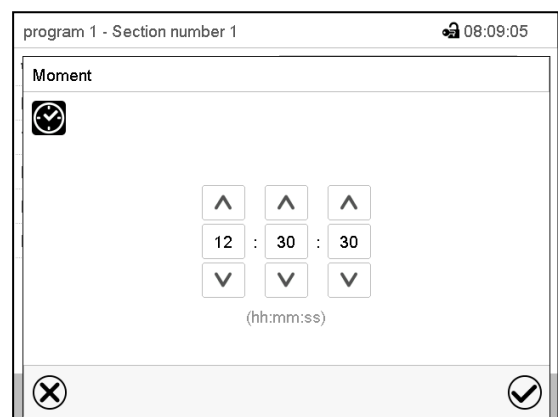 program 1 - Section number 1 08:09:05
Moment
12 : 30 : 30
(hh:mm:ss)